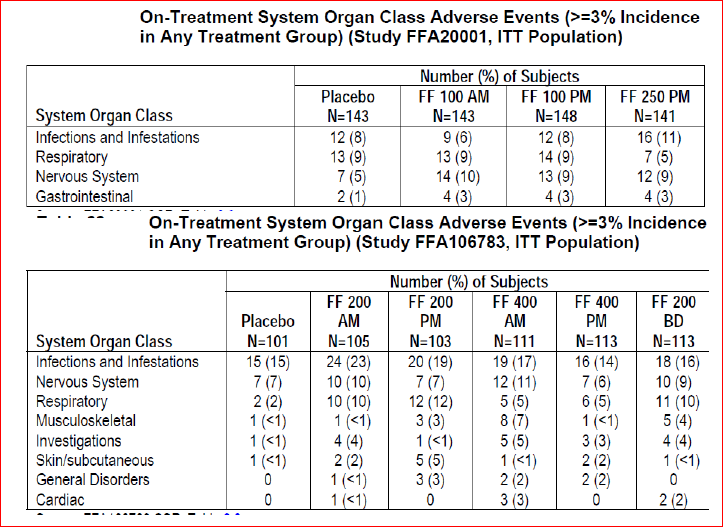 On-Treatment System Organ Class Adverse Events (>=3% Incidence
in Any Treatment Group) (Study FFA20001, ITT Population)
Number (%) of Subjects
Placebo FF 100 AM FF 100 PM FF 250 PM
System Organ Class N=143 N=143 N=148 N=141
Infections and Infestations 12 (8) 9 (6) 12 (8) 16 (11)
Respiratory 13 (9) 13 (9) 14 (9) 7 (5)
Nervous System 7 (5) 14 (10) 13 (9) 12 (9)
Gastrointestinal 2 (1) 4 (3) 4 (3) 4 (3)
On-Treatment System Organ Class Adverse Events (>=3% Incidence
in Any Treatment Group) (Study FFA106783, ITT Population)
Number (%) of Subjects
FF 200 FF 200 FF 400 FF 400 FF 200
Placebo AM PM AM PM BD
System Organ Class N=101 N=105 N=103 N=111 N=113 N=113
Infections and Infestations 15 (15) 24 (23) 20 (19) 19 (17) 16 (14) 18 (16)
Nervous System 7 (7) 10 (10) 7 (7) 12 (11) 7 (6) 10 (9)
Respiratory 2 (2) 10 (10) 12 (12) 5 (5) 6 (5) 11 (10)
Musculoskeletal 1 (<1) 1 (<1) 3 (3) 8 (7) 1 (<1) 5 (4)
Investigations 1 (<1) 4 (4) 1 (<1) 5 (5) 3 (3) 4 (4)
Skin/subcutaneous 1 (<1) 2 (2) 5 (5) 1 (<1) 2 (2) 1 (<1)
General Disorders 0 1 (<1) 3 (3) 2 (2) 2 (2) 0
Cardiac 0 1 (<1) 0 3 (3) 0 2 (2)